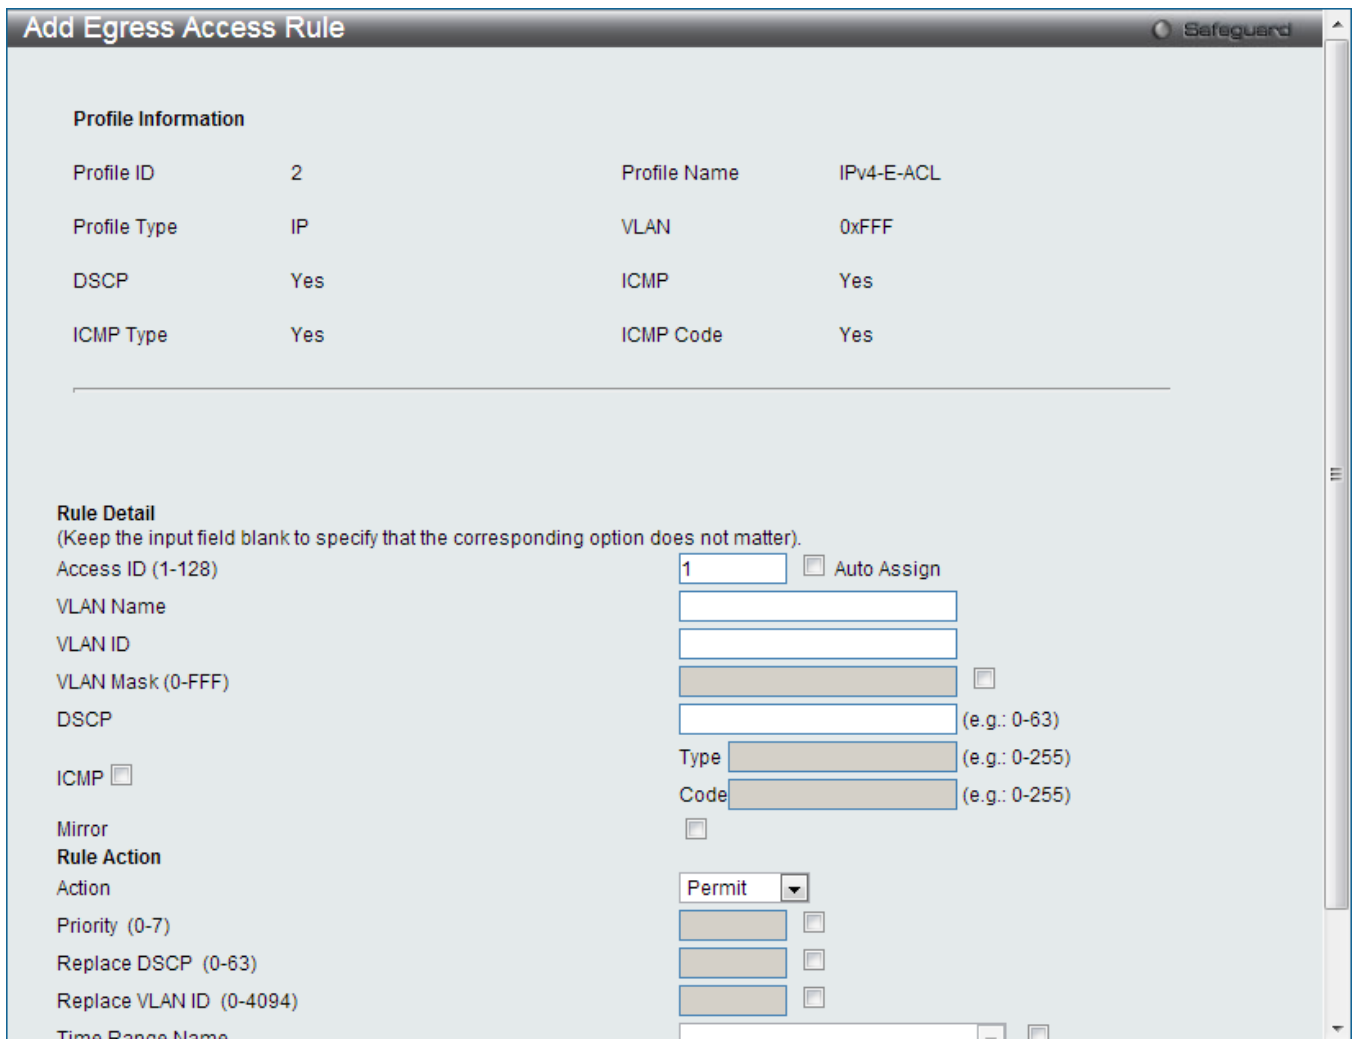 Add Egress Access Rule
Safeguard
Profile Information
Profile ID 2 Profile Name IPv4-E-ACL
Profile Type IP VLAN 0xFFF
DSCP Yes ICMP Yes
ICMP Type Yes ICMP Code Yes
Rule Detail
(Keep the input field blank to specify that the corresponding option does not matter).
Access ID (1-128) 1 Auto Assign
VLAN Name
VLAN ID
VLAN Mask (0-FFF)
DSCP (e.g.: 0-63)
ICMP
Type (e.g.: 0-255)
Code (e.g.: 0-255)
Mirror
Rule Action
Action Permit
Priority (0-7)
Replace DSCP (0-63)
Replace VLAN ID (0-4094)
Time Range Name